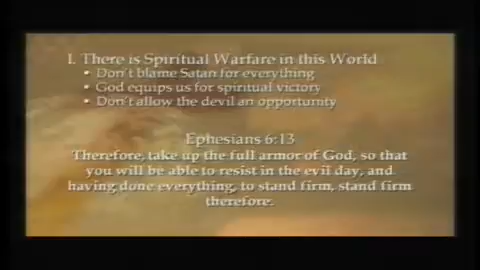 I. There is Spiritual Warfare in this World
• Don't blame Satan for everything
• God equips us for spiritual victory
• Don't allow the devil an opportunity
Ephesians 6:13
Therefore, take up the full armor of God, so that
you will be able to resist in the evil day, and
having done everything, to stand firm, stand firm
therefore.